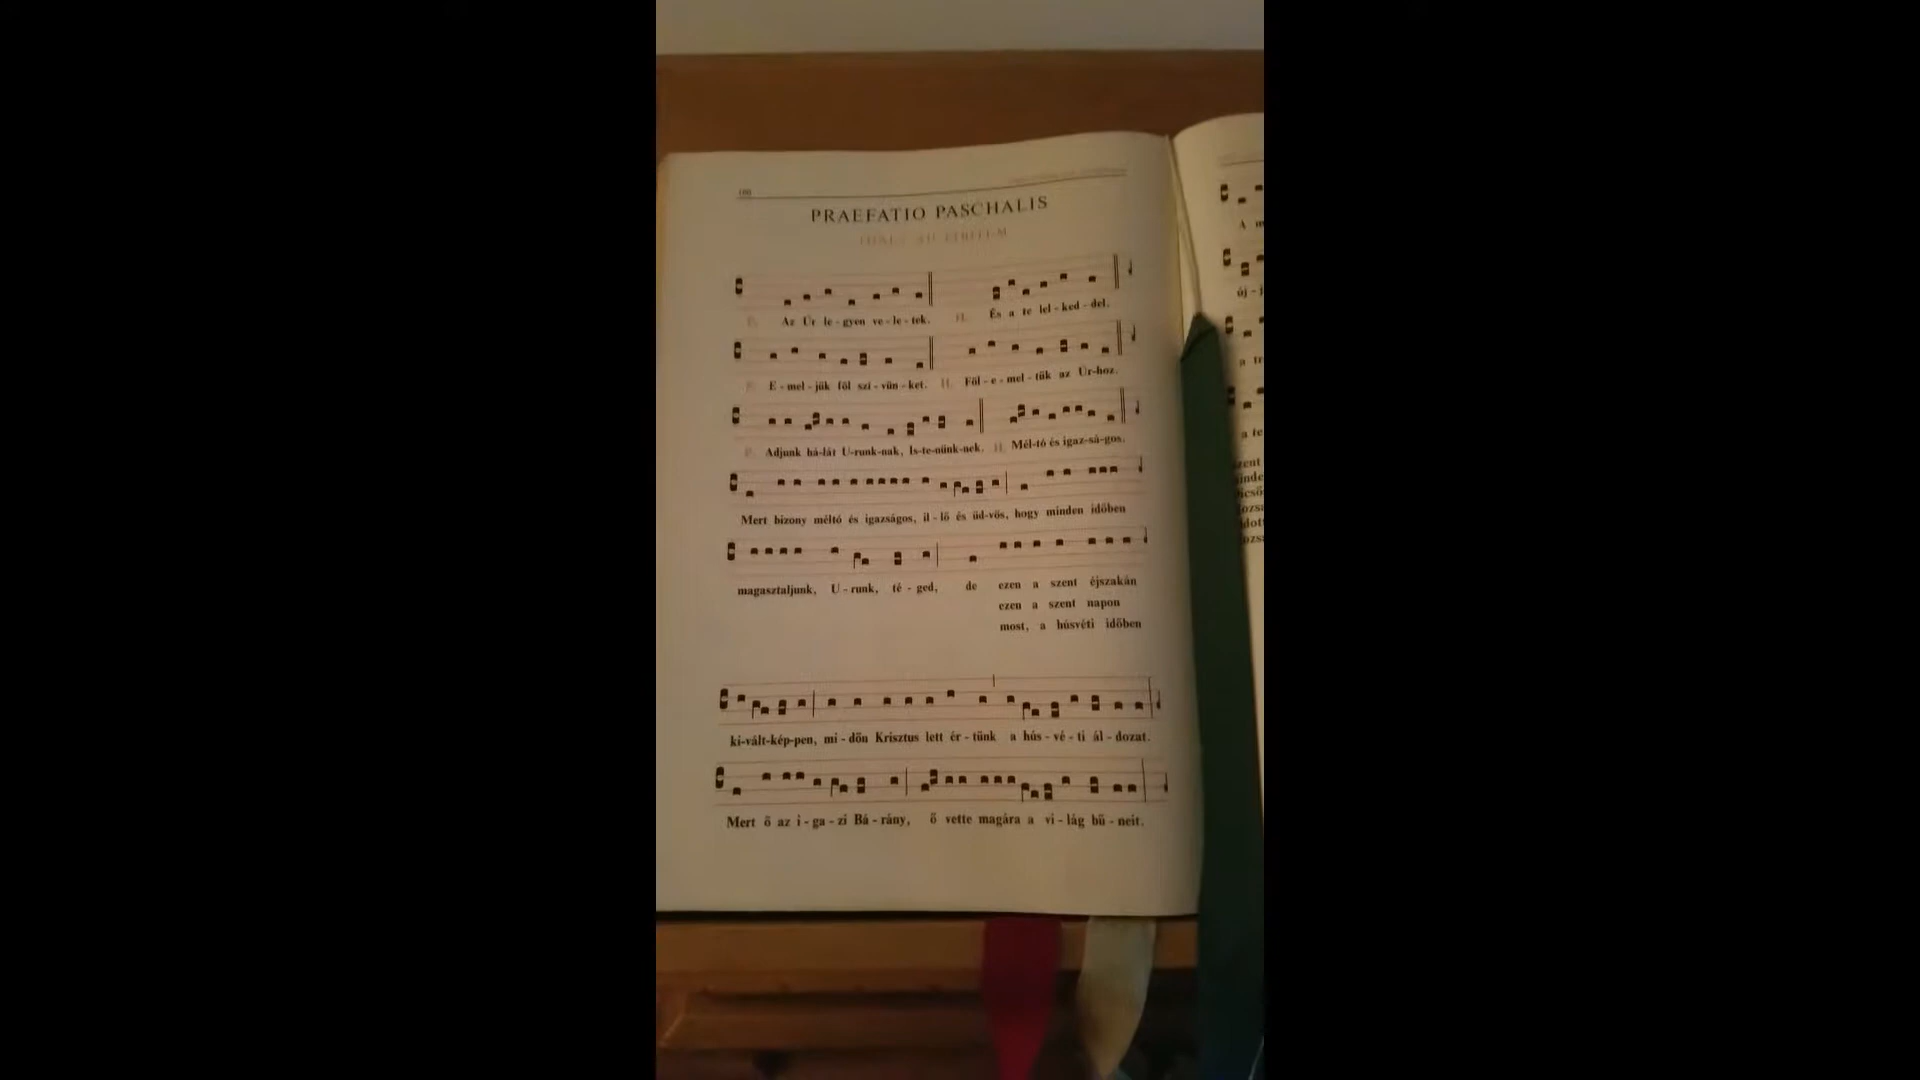 PRAEFATIO PASCHALIS
Az Úr le-gyen ve-le-tek. És a te lel-ked-del.
E-mel-jük föl szí-vün-ket. Föl-e-mel-tük az Úr-hoz.
P. Adjunk há-lát U-runk-nak, Is-te-nünk-nek. H. Mél-tó és igaz-sá-gos.
Mert bizony méltó és igazságos, il-lő és üd-vös, hogy minden időben
magasztaljunk, U-runk, té-ged, de ezen a szent éjszakán
ezen a szent napon
most, a húsvéti időben
ki-vált-kép-pen, mi-dőn Krisztus lett ér-tünk a hús-vé-ti ál-dozat.
Mert ő az i-ga-zi Bá-rány, ő vette magára a vi-lág bű-neit.
A
új-
a
a te